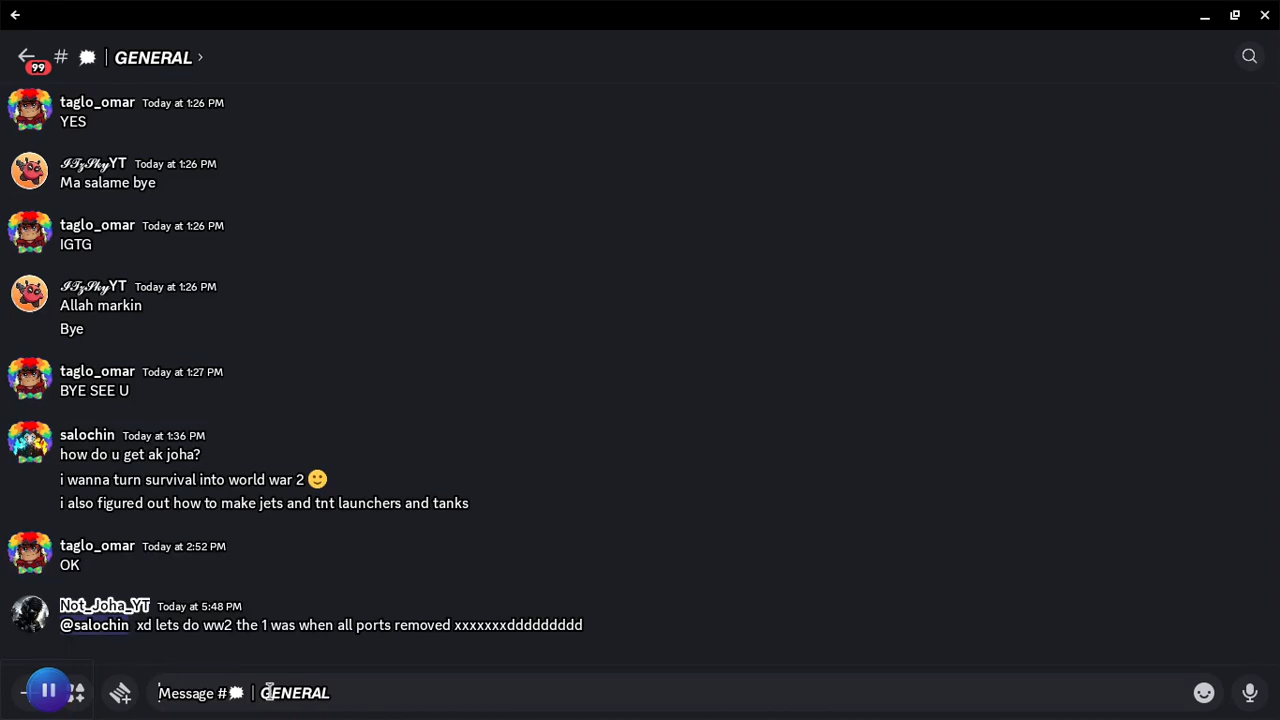 # | GENERAL ›
99
taglo_omar Today at 1:26 PM
YES
𝒥𝒯𝓏𝒮𝓀𝓎YT Today at 1:26 PM
Ma salame bye
taglo_omar Today at 1:26 PM
IGTG
𝒥𝒯𝓏𝒮𝓀𝓎YT Today at 1:26 PM
Allah markin
Bye
taglo_omar Today at 1:27 PM
BYE SEE U
salochin Today at 1:36 PM
how do u get ak joha?
i wanna turn survival into world war 2 🙂
i also figured out how to make jets and tnt launchers and tanks
taglo_omar Today at 2:52 PM
OK
Not_Joha_YT Today at 5:48 PM
@salochin xd lets do ww2 the 1 was when all ports removed xxxxxxxddddddddd
Message # | GENERAL